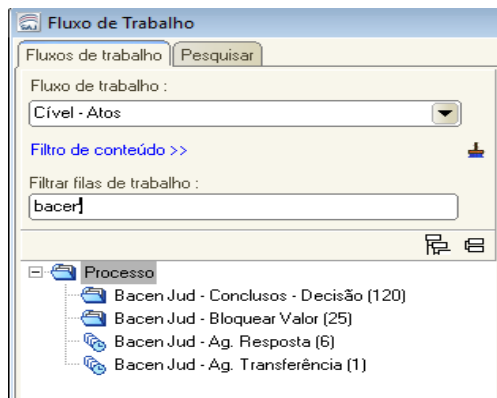 Fluxo de Trabalho
Fluxos de trabalho Pesquisar
Fluxo de trabalho :
Cível - Atos
Filtro de conteúdo >>
Filtrar filas de trabalho :
bacen
Processo
Bacen Jud - Conclusos - Decisão (120)
Bacen Jud - Bloquear Valor (25)
Bacen Jud - Ag. Resposta (6)
Bacen Jud - Ag. Transferência (1)